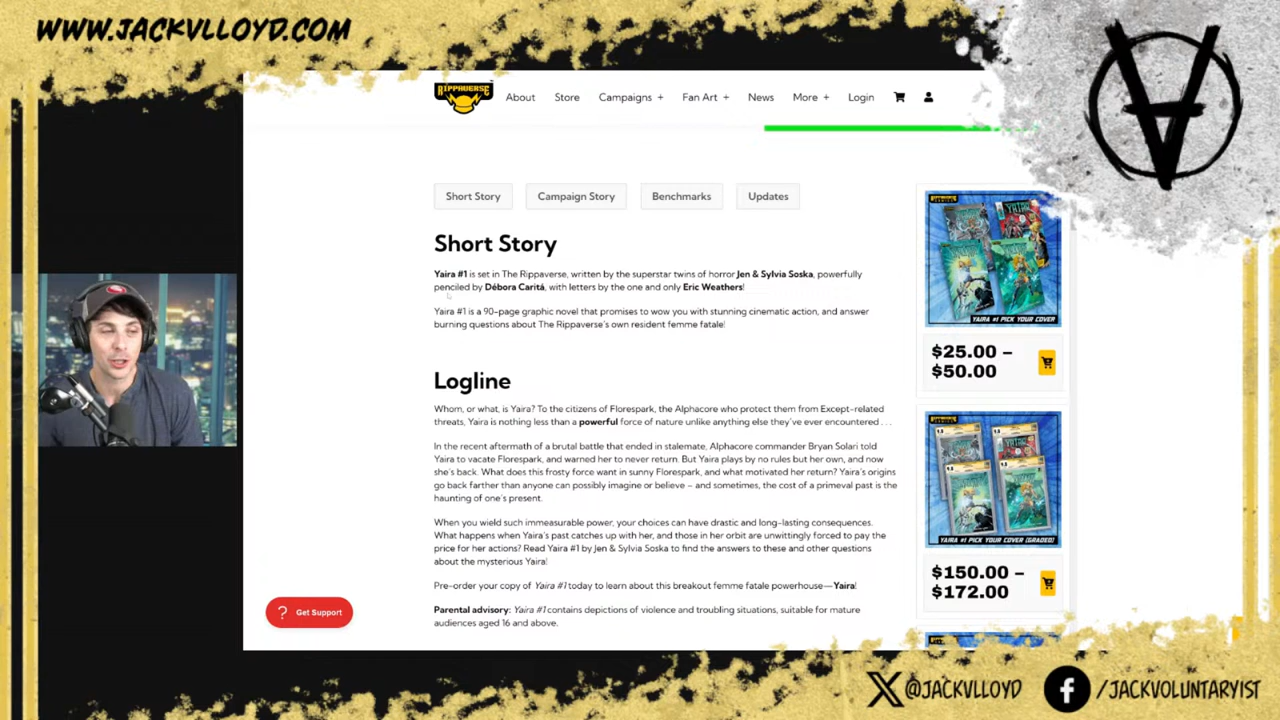 WWW.JACKVLLOYD.COM
RIPPAVERSE
About
Store
Campaigns +
Fan Art +
News
More +
Login
Short Story
Campaign Story
Benchmarks
Updates
Short Story
Yaira #1 is set in The Rippaverse, written by the superstar twins of horror Jen & Sylvia Soska, powerfully
penciled by Débora Caritá, with letters by the one and only Eric Weathers!
Yaira #1 is a 90-page graphic novel that promises to wow you with stunning cinematic action, and answer
burning questions about The Rippaverse's own resident femme fatale!
Logline
Whom, or what, is Yaira? To the citizens of Florespark, the Alphacore who protect them from Except-related
threats, Yaira is nothing less than a powerful force of nature unlike anything else they've ever encountered . . .
In the recent aftermath of a brutal battle that ended in stalemate, Alphacore commander Bryan Solari told
Yaira to vacate Florespark, and warned her to never return. But Yaira plays by no rules but her own, and now
she's back. What does this frosty force want in sunny Florespark, and what motivated her return? Yaira's origins
go back farther than anyone can possibly imagine or believe – and sometimes, the cost of a primeval past is the
haunting of one's present.
When you wield such immeasurable power, your choices can have drastic and long-lasting consequences.
What happens when Yaira's past catches up with her, and those in her orbit are unwittingly forced to pay the
price for her actions? Read Yaira #1 by Jen & Sylvia Soska to find the answers to these and other questions
about the mysterious Yaira!
Pre-order your copy of Yaira #1 today to learn about this breakout femme fatale powerhouse—Yaira!
Parental advisory: Yaira #1 contains depictions of violence and troubling situations, suitable for mature
audiences aged 16 and above.
YAIRA #1 PICK YOUR COVER
$25.00 –
$50.00
YAIRA #1 PICK YOUR COVER (GRADED)
$150.00 –
$172.00
? Get Support
@JACKVLLOYD
/JACKVOLUNTARYIST